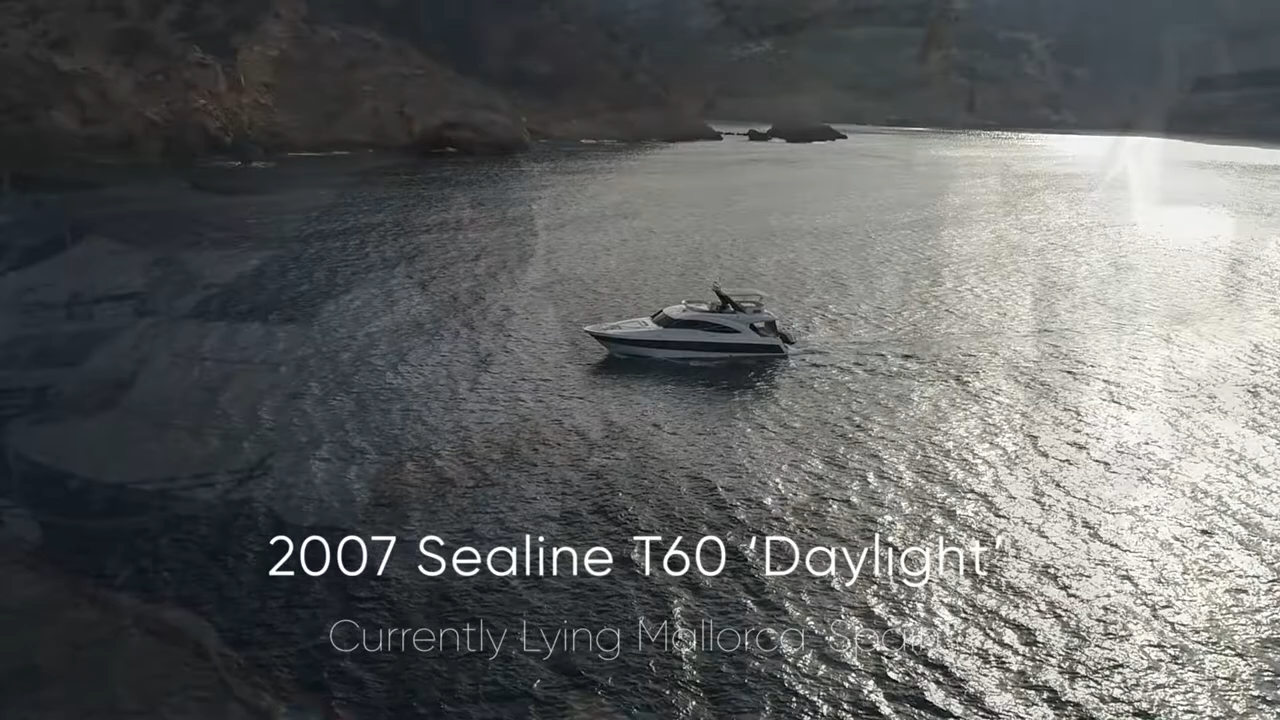 2007 Sealine T60 ‘Daylight’
Currently Lying Mallorca, Spain